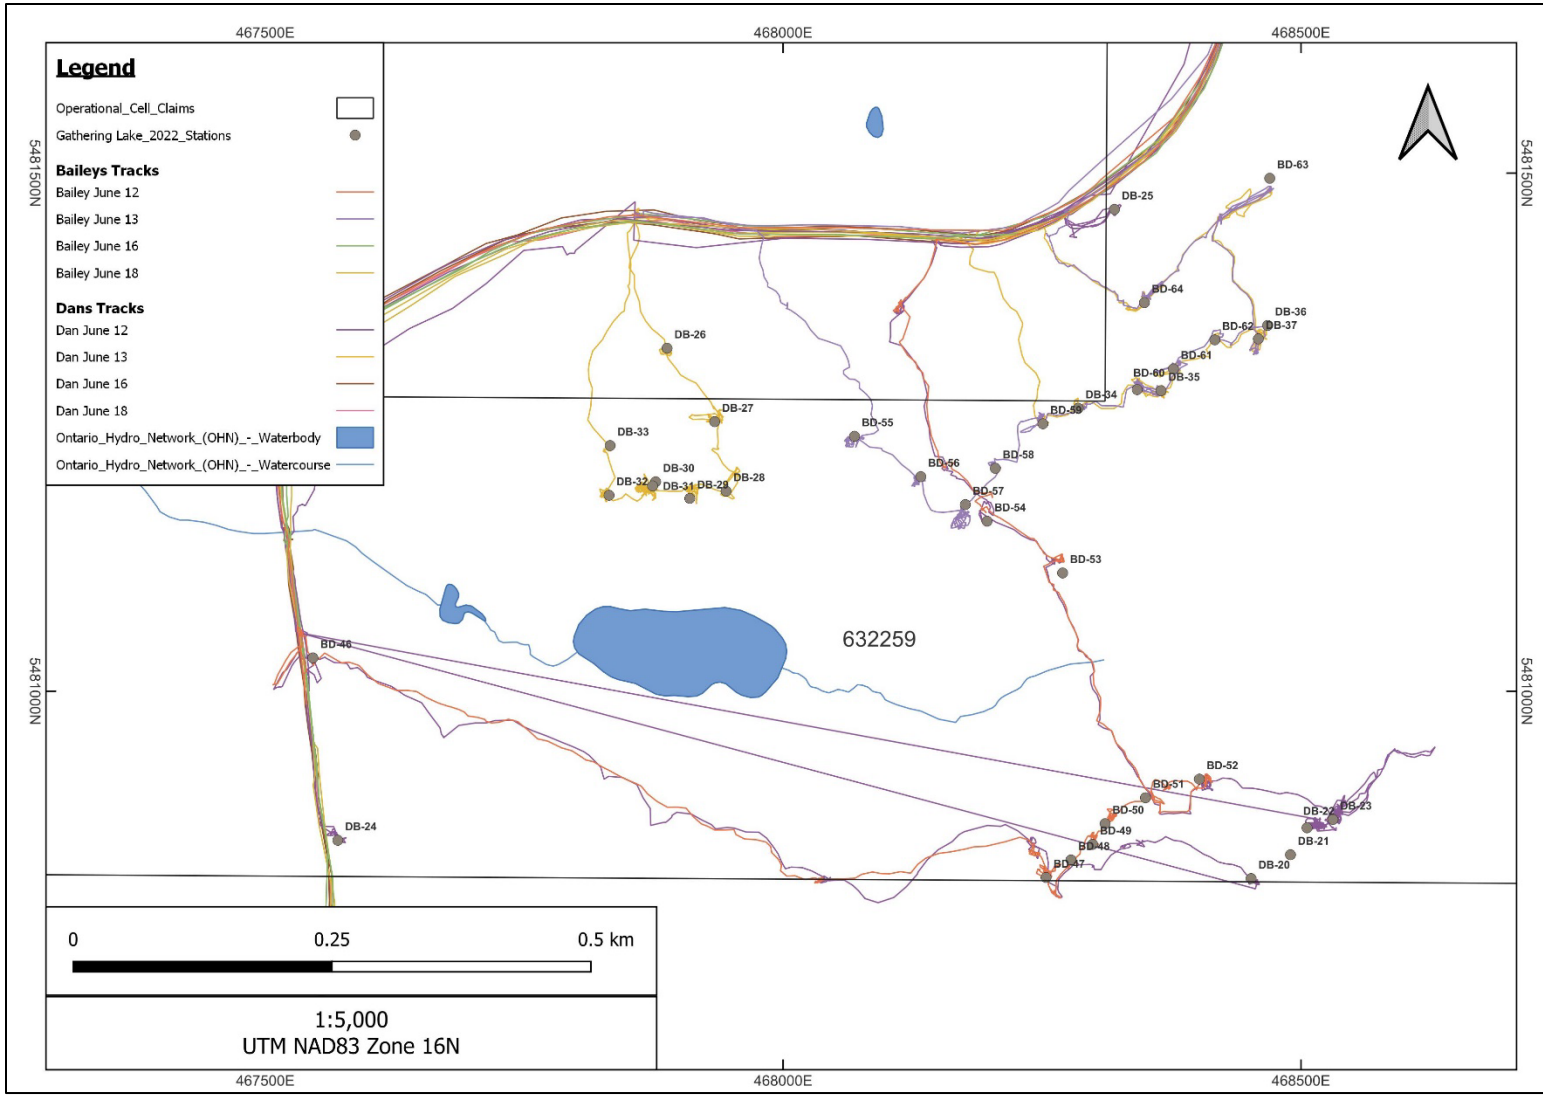 467500E
468000E
468500E
Legend
Operational_Cell_Claims
Gathering Lake_2022_Stations
Baileys Tracks
Bailey June 12
Bailey June 13
Bailey June 16
Bailey June 18
Dans Tracks
Dan June 12
Dan June 13
Dan June 16
Dan June 18
Ontario_Hydro_Network_(OHN)_-_Waterbody
Ontario_Hydro_Network_(OHN)_-_Watercourse
5481500N
5481500N
BD-63
DB-25
BD-64
DB-36
DB-37
BD-62
DB-26
BD-61
BD-60
DB-35
DB-34
BD-59
DB-27
BD-55
DB-33
BD-58
BD-56
DB-30
DB-28
DB-32
DB-31
DB-29
BD-57
BD-54
BD-53
632259
BD-46
5481000N
5481000N
BD-52
BD-51
BD-50
DB-22
DB-23
DB-24
BD-49
DB-21
BD-48
BD-47
DB-20
0
0.25
0.5 km
1:5,000
UTM NAD83 Zone 16N
467500E
468000E
468500E